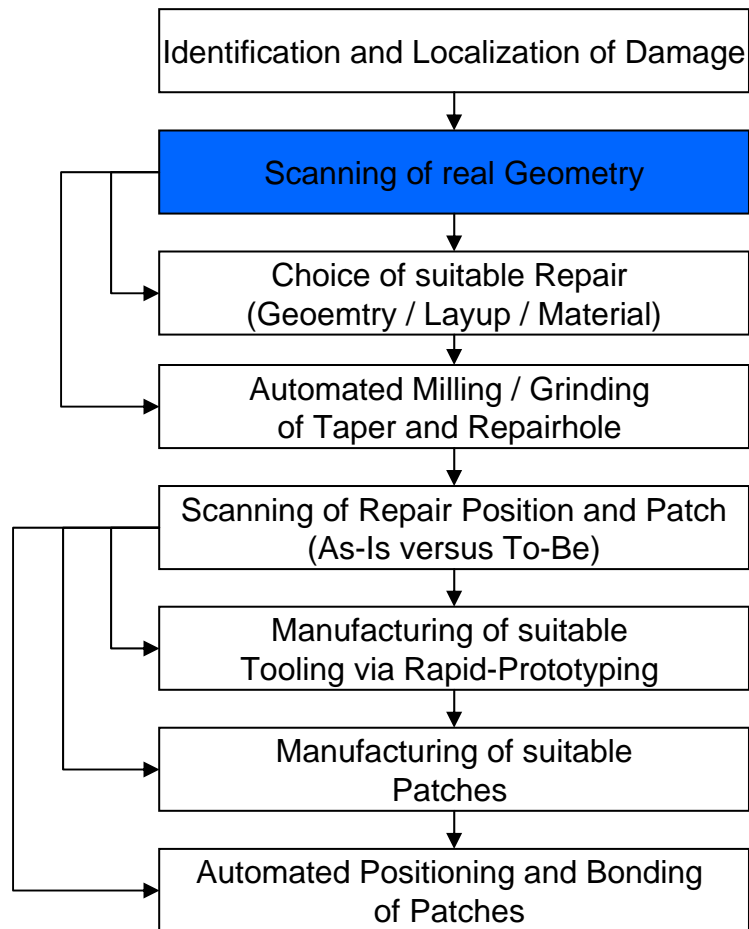 Identification and Localization of Damage
Scanning of real Geometry
Choice of suitable Repair
(Geoemtry / Layup / Material)
Automated Milling / Grinding
of Taper and Repairhole
Scanning of Repair Position and Patch
(As-Is versus To-Be)
Manufacturing of suitable
Tooling via Rapid-Prototyping
Manufacturing of suitable
Patches
Automated Positioning and Bonding
of Patches